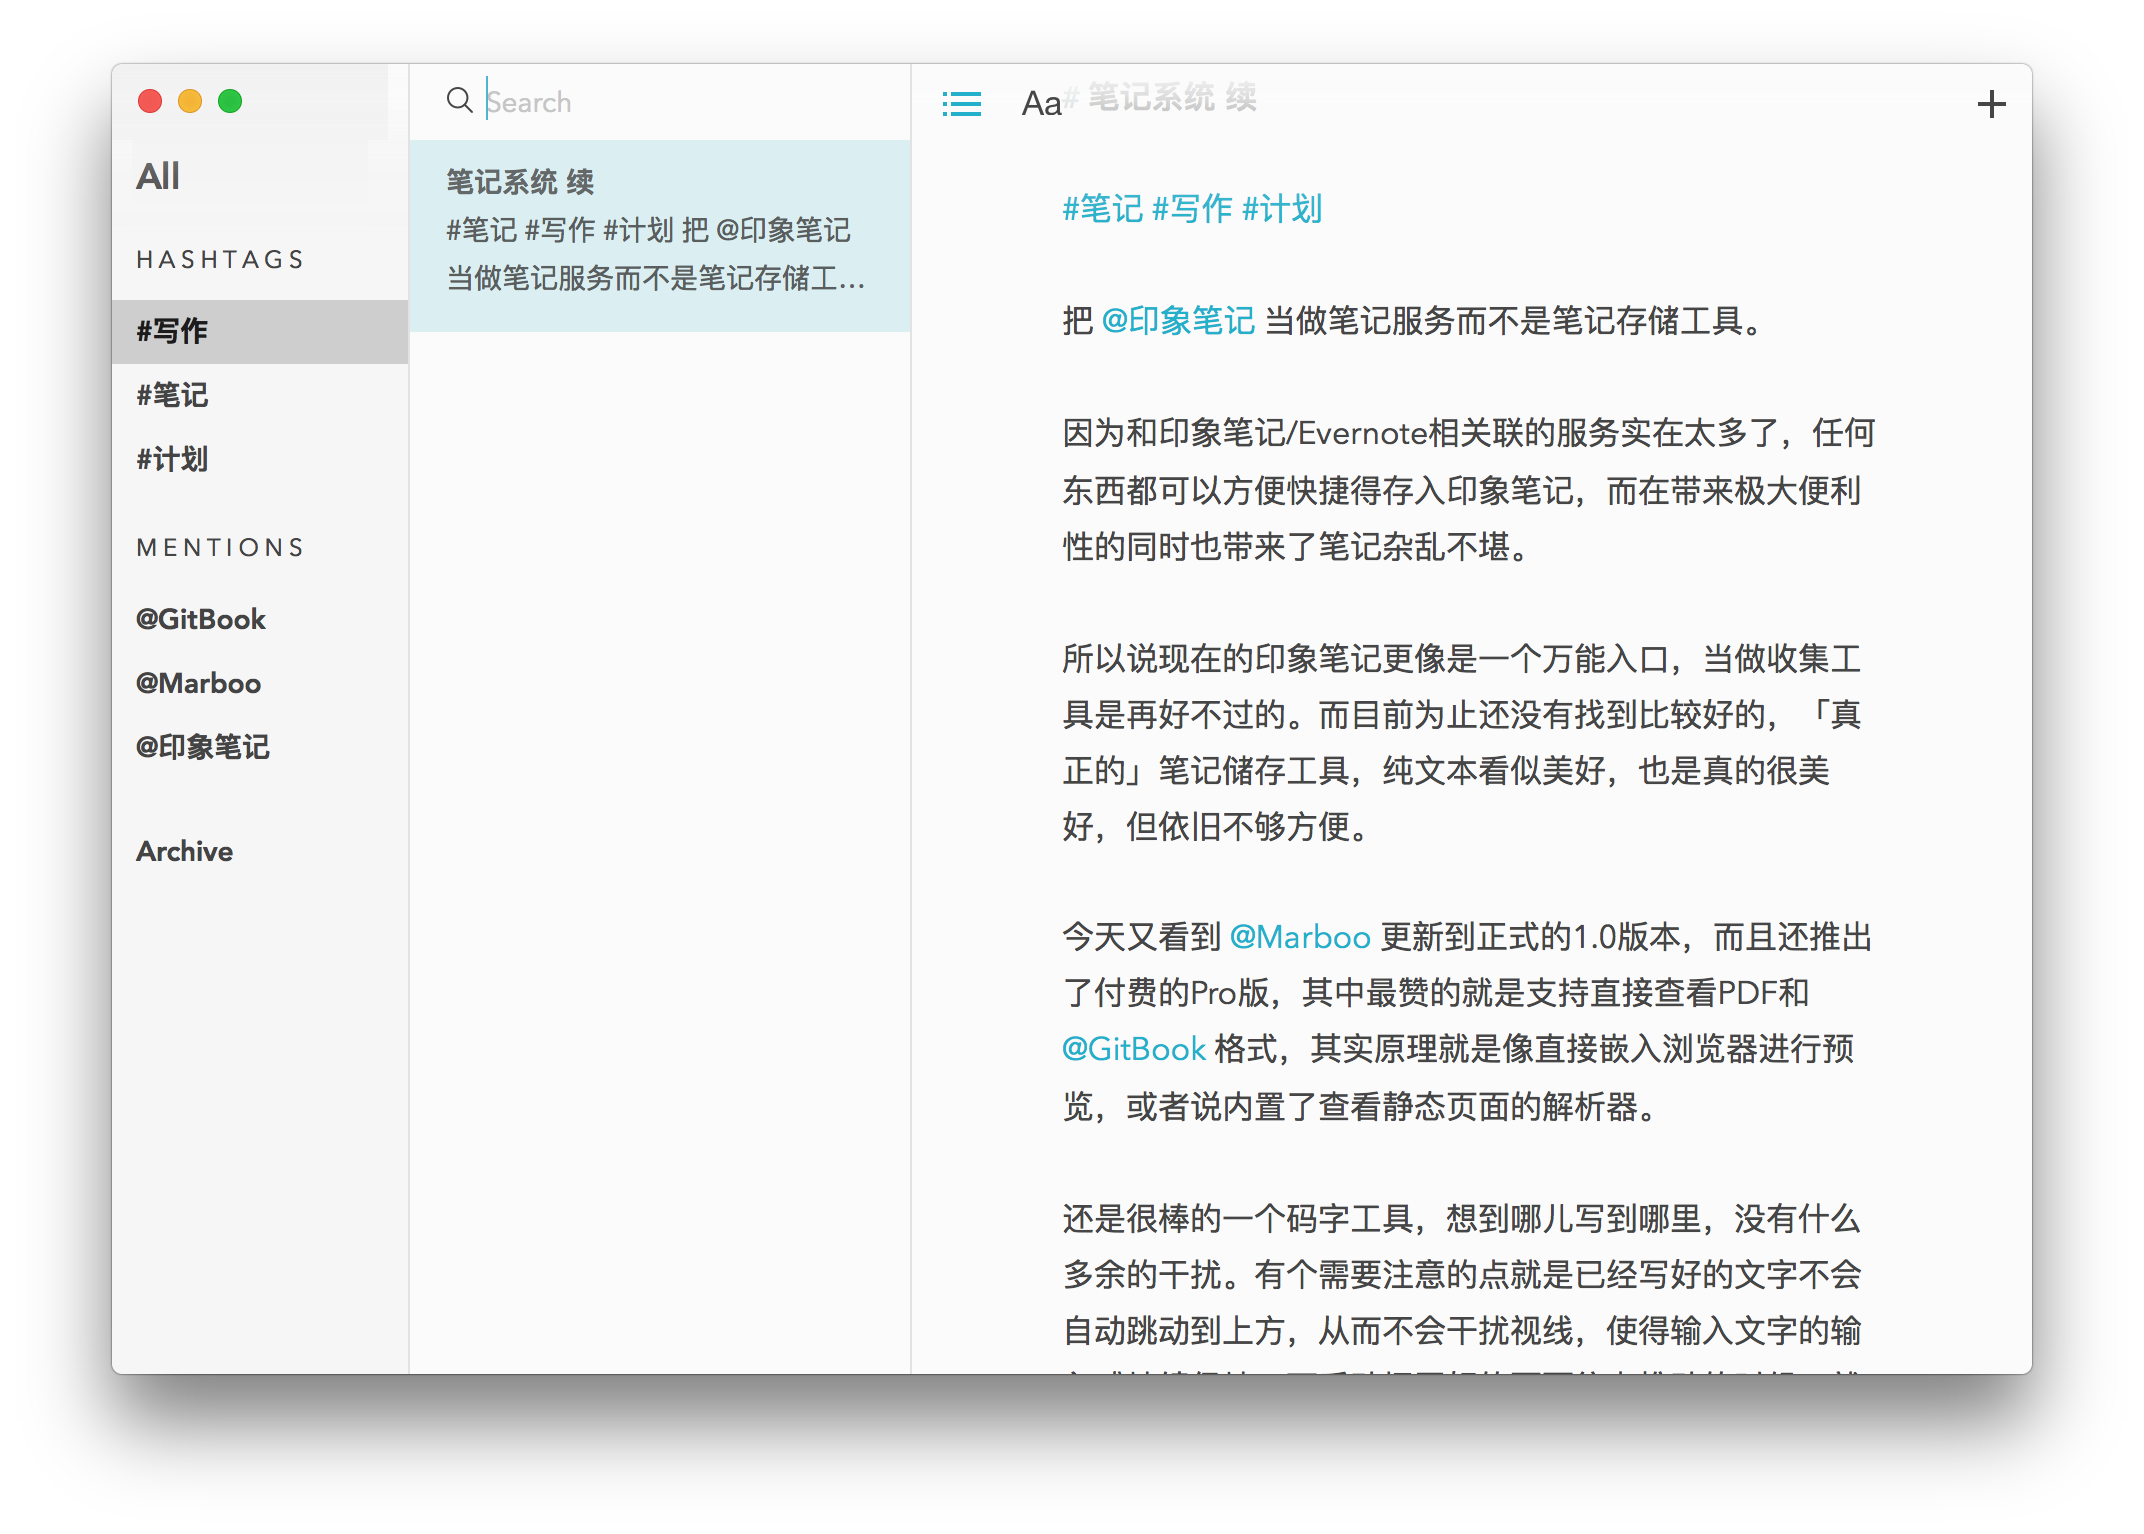 All
HASHTAGS
#写作
#笔记
#计划
MENTIONS
@GitBook
@Marboo
@印象笔记
Archive
Search
笔记系统 续
#笔记 #写作 #计划 把 @印象笔记
当做笔记服务而不是笔记存储工…
Aa
# 笔记系统 续
#笔记 #写作 #计划
把 @印象笔记 当做笔记服务而不是笔记存储工具。
因为和印象笔记/Evernote相关联的服务实在太多了，任何
东西都可以方便快捷得存入印象笔记，而在带来极大便利
性的同时也带来了笔记杂乱不堪。
所以说现在的印象笔记更像是一个万能入口，当做收集工
具是再好不过的。而目前为止还没有找到比较好的，「真
正的」笔记储存工具，纯文本看似美好，也是真的很美
好，但依旧不够方便。
今天又看到 @Marboo 更新到正式的1.0版本，而且还推出
了付费的Pro版，其中最赞的就是支持直接查看PDF和
@GitBook 格式，其实原理就是像直接嵌入浏览器进行预
览，或者说内置了查看静态页面的解析器。
还是很棒的一个码字工具，想到哪儿写到哪里，没有什么
多余的干扰。有个需要注意的点就是已经写好的文字不会
自动跳动到上方，从而不会干扰视线，使得输入文字的输